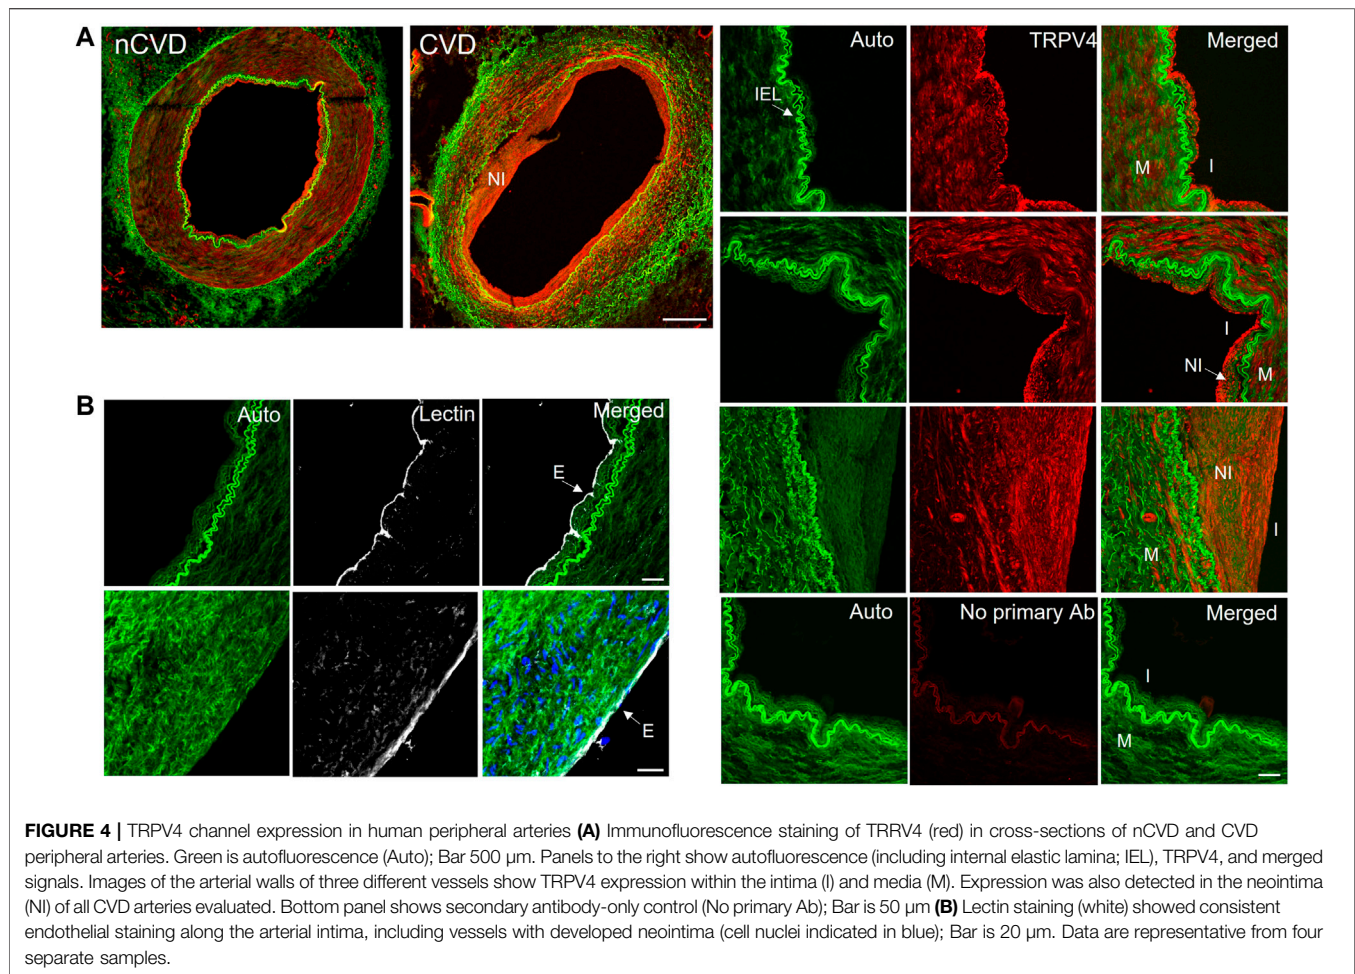 A
nCVD
CVD
NI
Auto
TRPV4
Merged
IEL
M
I
I
NI
M
NI
I
M
Auto
No primary Ab
Merged
I
M
B
Auto
Lectin
Merged
E
E
FIGURE 4 | TRPV4 channel expression in human peripheral arteries (A) Immunofluorescence staining of TRRV4 (red) in cross-sections of nCVD and CVD
peripheral arteries. Green is autofluorescence (Auto); Bar 500 µm. Panels to the right show autofluorescence (including internal elastic lamina; IEL), TRPV4, and merged
signals. Images of the arterial walls of three different vessels show TRPV4 expression within the intima (I) and media (M). Expression was also detected in the neointima
(NI) of all CVD arteries evaluated. Bottom panel shows secondary antibody-only control (No primary Ab); Bar is 50 µm (B) Lectin staining (white) showed consistent
endothelial staining along the arterial intima, including vessels with developed neointima (cell nuclei indicated in blue); Bar is 20 µm. Data are representative from four
separate samples.